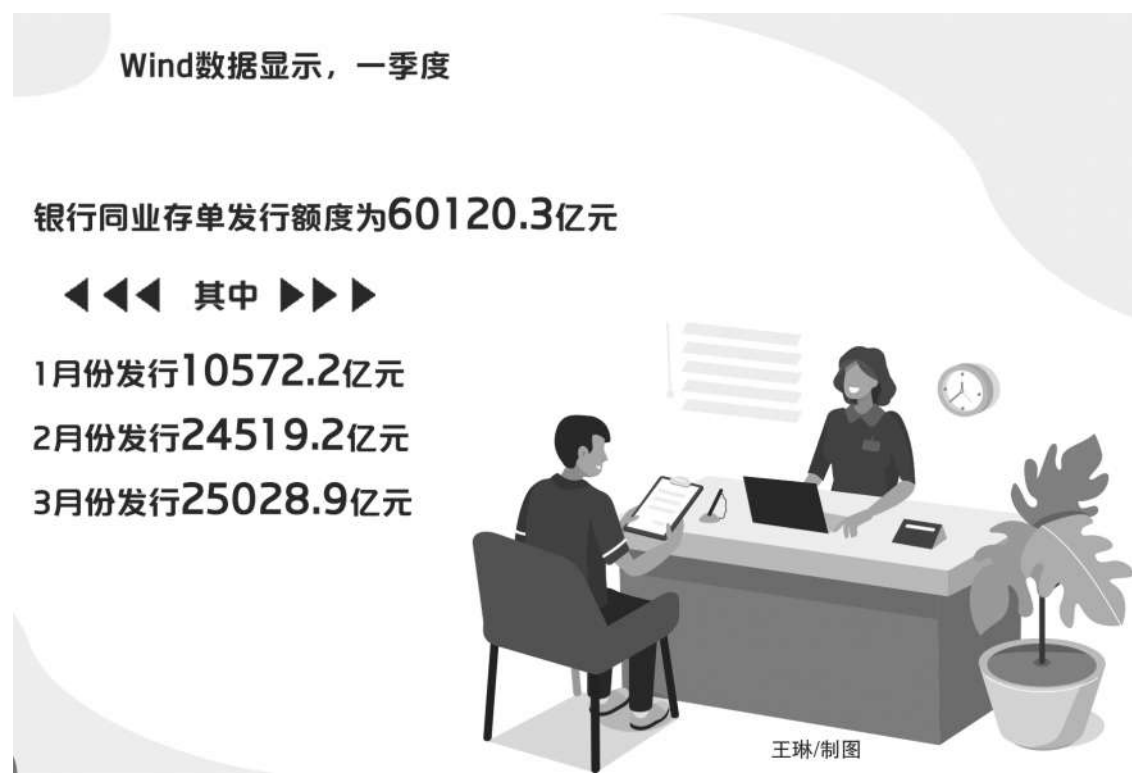 Wind数据显示，一季度
银行同业存单发行额度为60120.3亿元
其中
1月份发行10572.2亿元
2月份发行24519.2亿元
3月份发行25028.9亿元
王琳/制图